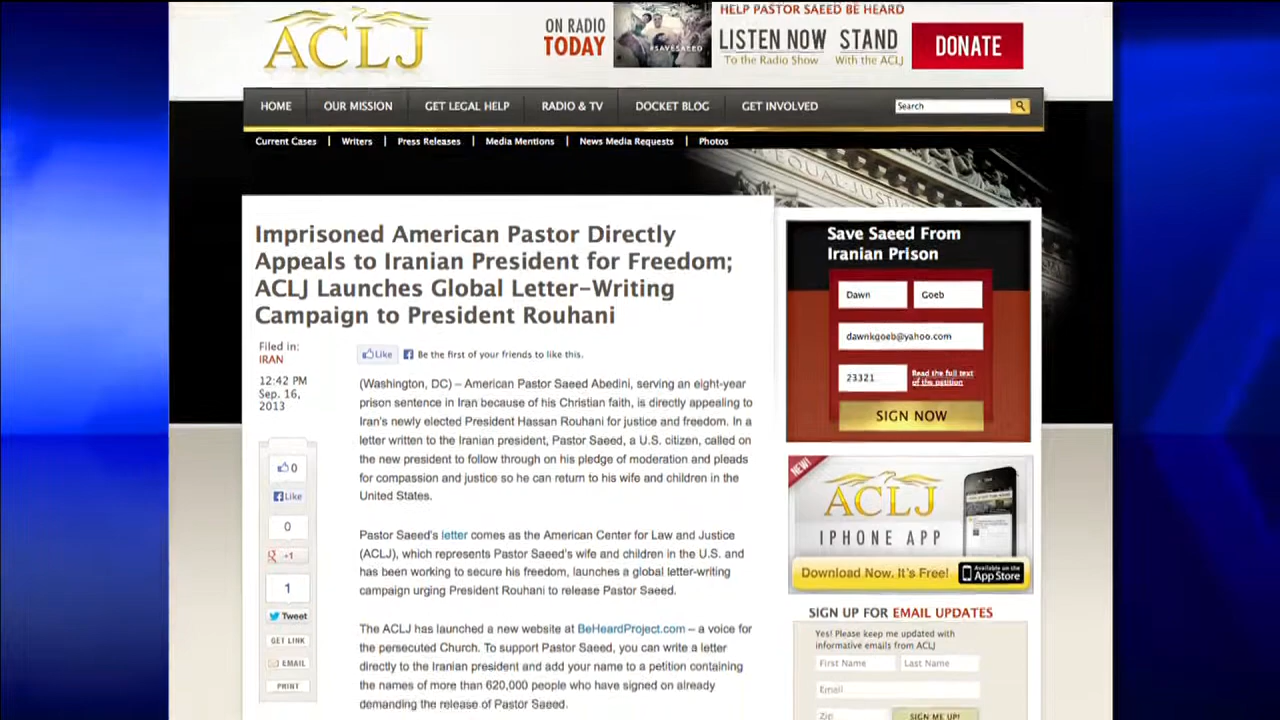 ACLJ
ON RADIO
TODAY
#SAVESAEED
HELP PASTOR SAEED BE HEARD
LISTEN NOW
To the Radio Show
STAND
With the ACLJ
DONATE
HOME
OUR MISSION
GET LEGAL HELP
RADIO & TV
DOCKET BLOG
GET INVOLVED
Search
Current Cases | Writers | Press Releases | Media Mentions | News Media Requests | Photos
EQUAL·JUSTICE
Imprisoned American Pastor Directly
Appeals to Iranian President for Freedom;
ACLJ Launches Global Letter-Writing
Campaign to President Rouhani
Filed in:
IRAN
12:42 PM
Sep. 16,
2013
Like
Be the first of your friends to like this.
(Washington, DC) – American Pastor Saeed Abedini, serving an eight-year
prison sentence in Iran because of his Christian faith, is directly appealing to
Iran's newly elected President Hassan Rouhani for justice and freedom. In a
letter written to the Iranian president, Pastor Saeed, a U.S. citizen, called on
the new president to follow through on his pledge of moderation and pleads
for compassion and justice so he can return to his wife and children in the
United States.
Pastor Saeed's letter comes as the American Center for Law and Justice
(ACLJ), which represents Pastor Saeed's wife and children in the U.S. and
has been working to secure his freedom, launches a global letter-writing
campaign urging President Rouhani to release Pastor Saeed.
The ACLJ has launched a new website at BeHeardProject.com – a voice for
the persecuted Church. To support Pastor Saeed, you can write a letter
directly to the Iranian president and add your name to a petition containing
the names of more than 620,000 people who have signed on already
demanding the release of Pastor Saeed.
0
Like
0
+1
1
Tweet
GET LINK
EMAIL
PRINT
Save Saeed From
Iranian Prison
Dawn
Goeb
dawnkgoeb@yahoo.com
23321
Read the full text
of the petition
SIGN NOW
NEW!
ACLJ
IPHONE APP
Download Now, It's Free!
Available on the
App Store
SIGN UP FOR EMAIL UPDATES
Yes! Please keep me updated with
informative emails from ACLJ
First Name
Last Name
Email
Zip
SIGN ME UP!